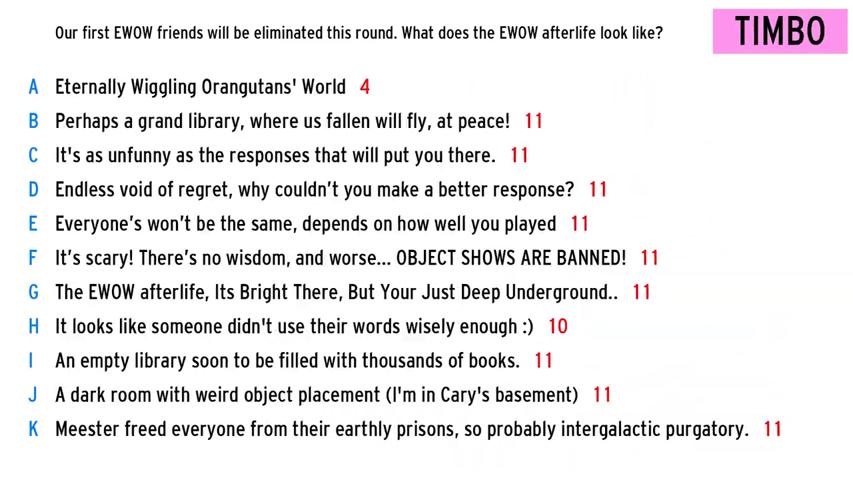 Our first EWOW friends will be eliminated this round. What does the EWOW afterlife look like?
TIMBO
A Eternally Wiggling Orangutans' World 4
B Perhaps a grand library, where us fallen will fly, at peace! 11
C It's as unfunny as the responses that will put you there. 11
D Endless void of regret, why couldn't you make a better response? 11
E Everyone's won't be the same, depends on how well you played 11
F It's scary! There's no wisdom, and worse... OBJECT SHOWS ARE BANNED! 11
G The EWOW afterlife, Its Bright There, But Your Just Deep Underground.. 11
H It looks like someone didn't use their words wisely enough :) 10
I An empty library soon to be filled with thousands of books. 11
J A dark room with weird object placement (I'm in Cary's basement) 11
K Meester freed everyone from their earthly prisons, so probably intergalactic purgatory. 11